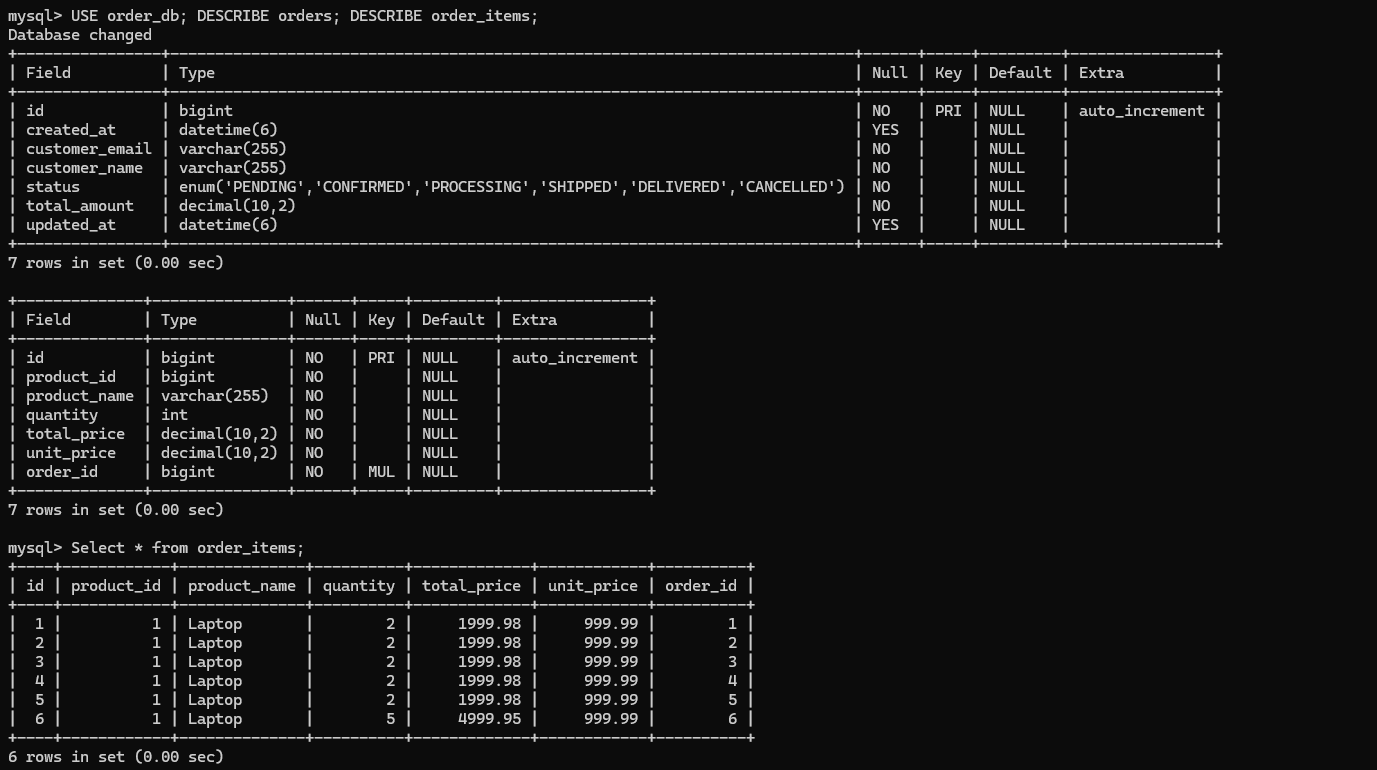 mysql> USE order_db; DESCRIBE orders; DESCRIBE order_items;
Database changed
+----------------+----------------------------------------------------------------------------+------+-----+---------+----------------+
| Field          | Type                                                                       | Null | Key | Default | Extra          |
+----------------+----------------------------------------------------------------------------+------+-----+---------+----------------+
| id             | bigint                                                                     | NO   | PRI | NULL    | auto_increment |
| created_at     | datetime(6)                                                                | YES  |     | NULL    |                |
| customer_email | varchar(255)                                                               | NO   |     | NULL    |                |
| customer_name  | varchar(255)                                                               | NO   |     | NULL    |                |
| status         | enum('PENDING','CONFIRMED','PROCESSING','SHIPPED','DELIVERED','CANCELLED') | NO   |     | NULL    |                |
| total_amount   | decimal(10,2)                                                              | NO   |     | NULL    |                |
| updated_at     | datetime(6)                                                                | YES  |     | NULL    |                |
+----------------+----------------------------------------------------------------------------+------+-----+---------+----------------+
7 rows in set (0.00 sec)

+--------------+---------------+------+-----+---------+----------------+
| Field        | Type          | Null | Key | Default | Extra          |
+--------------+---------------+------+-----+---------+----------------+
| id           | bigint        | NO   | PRI | NULL    | auto_increment |
| product_id   | bigint        | NO   |     | NULL    |                |
| product_name | varchar(255)  | NO   |     | NULL    |                |
| quantity     | int           | NO   |     | NULL    |                |
| total_price  | decimal(10,2) | NO   |     | NULL    |                |
| unit_price   | decimal(10,2) | NO   |     | NULL    |                |
| order_id     | bigint        | NO   | MUL | NULL    |                |
+--------------+---------------+------+-----+---------+----------------+
7 rows in set (0.00 sec)

mysql> Select * from order_items;
+----+------------+--------------+----------+-------------+------------+----------+
| id | product_id | product_name | quantity | total_price | unit_price | order_id |
+----+------------+--------------+----------+-------------+------------+----------+
|  1 |          1 | Laptop       |        2 |     1999.98 |     999.99 |        1 |
|  2 |          1 | Laptop       |        2 |     1999.98 |     999.99 |        2 |
|  3 |          1 | Laptop       |        2 |     1999.98 |     999.99 |        3 |
|  4 |          1 | Laptop       |        2 |     1999.98 |     999.99 |        4 |
|  5 |          1 | Laptop       |        2 |     1999.98 |     999.99 |        5 |
|  6 |          1 | Laptop       |        5 |     4999.95 |     999.99 |        6 |
+----+------------+--------------+----------+-------------+------------+----------+
6 rows in set (0.00 sec)